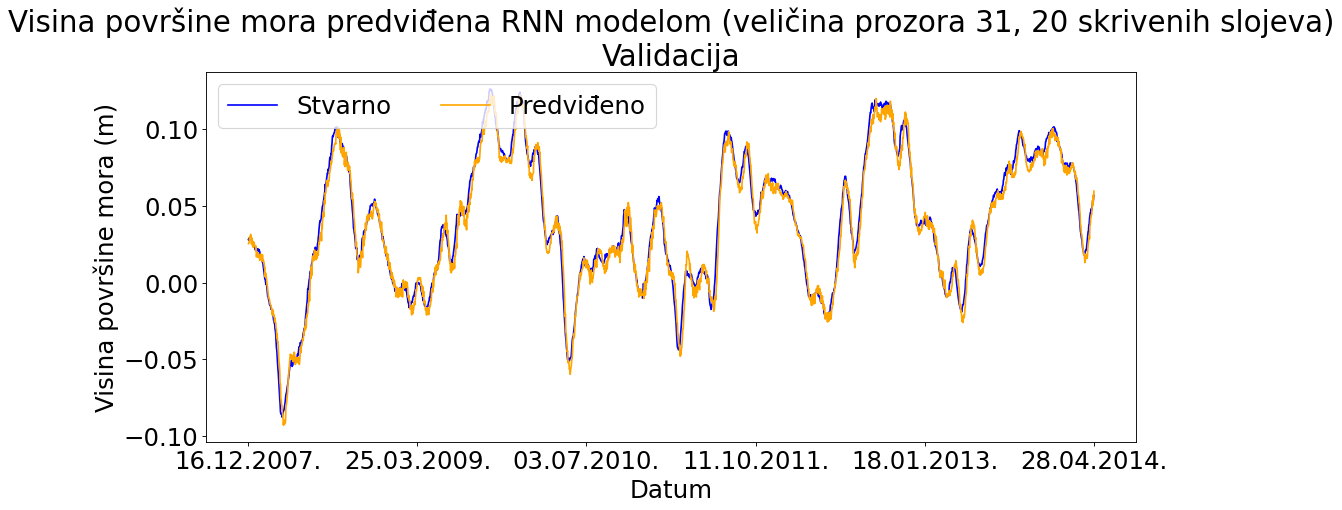 Visina površine mora predviđena RNN modelom (veličina prozora 31, 20 skrivenih slojeva)
Validacija
Stvarno Predviđeno
Visina površine mora (m)
0.10
0.05
0.00
−0.05
−0.10
16.12.2007. 25.03.2009. 03.07.2010. 11.10.2011. 18.01.2013. 28.04.2014.
Datum